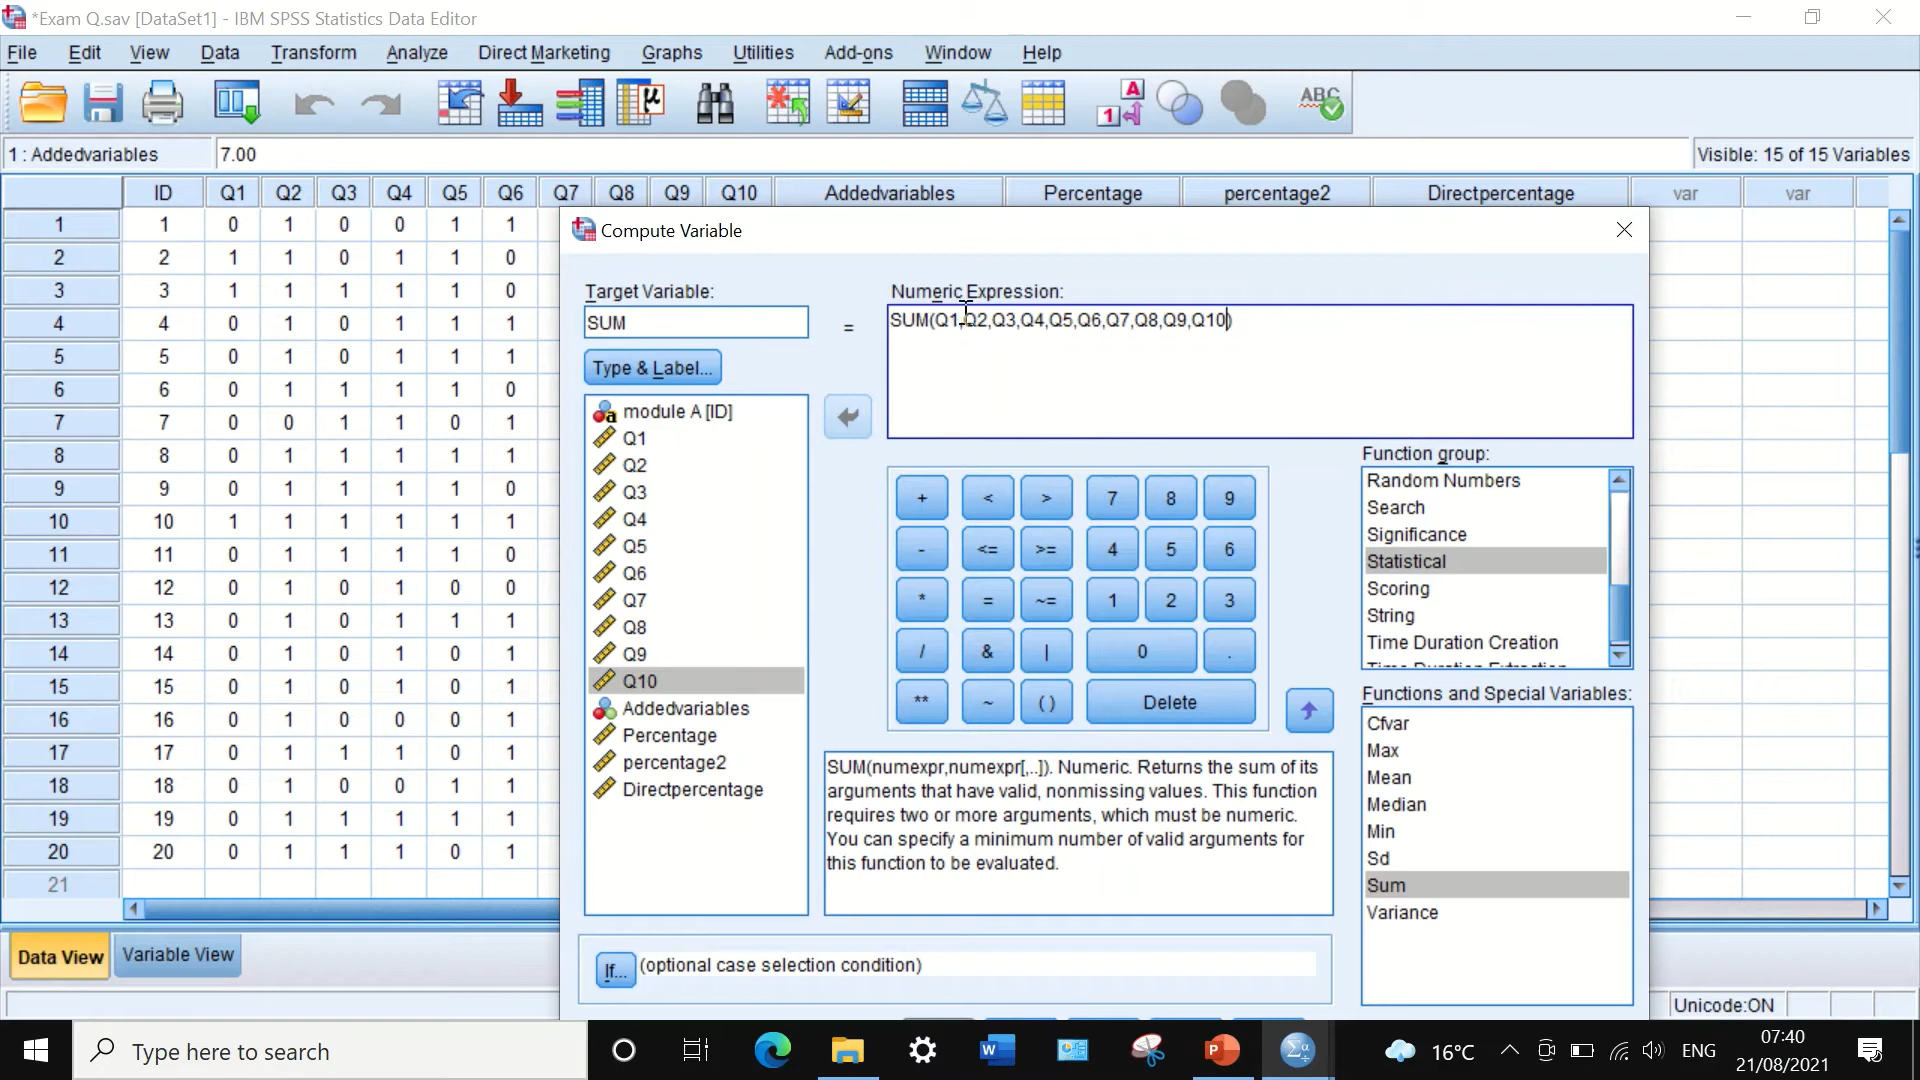 *Exam Q.sav [DataSet1] - IBM SPSS Statistics Data Editor
File Edit View Data Transform Analyze Direct Marketing Graphs Utilities Add-ons Window Help
1 : Addedvariables 7.00 Visible: 15 of 15 Variables
ID Q1 Q2 Q3 Q4 Q5 Q6 Q7 Q8 Q9 Q10 Addedvariables Percentage percentage2 Directpercentage var var
1 1 0 1 0 0 1 1
2 2 1 1 0 1 1 0
3 3 1 1 1 1 1 0
4 4 0 1 0 1 1 0
5 5 0 1 0 1 1 1
6 6 0 1 1 1 1 0
7 7 0 0 1 1 0 1
8 8 0 1 1 1 1 1
9 9 0 1 1 1 1 0
10 10 1 1 1 1 1 1
11 11 0 1 1 1 1 0
12 12 0 1 0 1 0 0
13 13 0 1 0 1 1 1
14 14 0 1 0 1 0 1
15 15 0 1 0 1 1 1
16 16 0 1 0 0 0 1
17 17 0 1 1 1 0 1
18 18 0 1 0 0 1 1
19 19 0 1 1 1 1 1
20 20 0 1 1 1 0 1
21
Data View Variable View
Unicode:ON
Compute Variable
Target Variable:
SUM
=
Numeric Expression:
SUM(Q1,Q2,Q3,Q4,Q5,Q6,Q7,Q8,Q9,Q10)
Type & Label...
module A [ID]
Q1
Q2
Q3
Q4
Q5
Q6
Q7
Q8
Q9
Q10
Addedvariables
Percentage
percentage2
Directpercentage
+ < > 7 8 9
- <= >= 4 5 6
* = ~= 1 2 3
/ & | 0 .
** ~ ( ) Delete
Function group:
Random Numbers
Search
Significance
Statistical
Scoring
String
Time Duration Creation
Time Duration Extraction
Functions and Special Variables:
Cfvar
Max
Mean
Median
Min
Sd
Sum
Variance
SUM(numexpr,numexpr[,..]). Numeric. Returns the sum of its
arguments that have valid, nonmissing values. This function
requires two or more arguments, which must be numeric.
You can specify a minimum number of valid arguments for
this function to be evaluated.
If... (optional case selection condition)
Type here to search
16°C ENG
07:40
21/08/2021